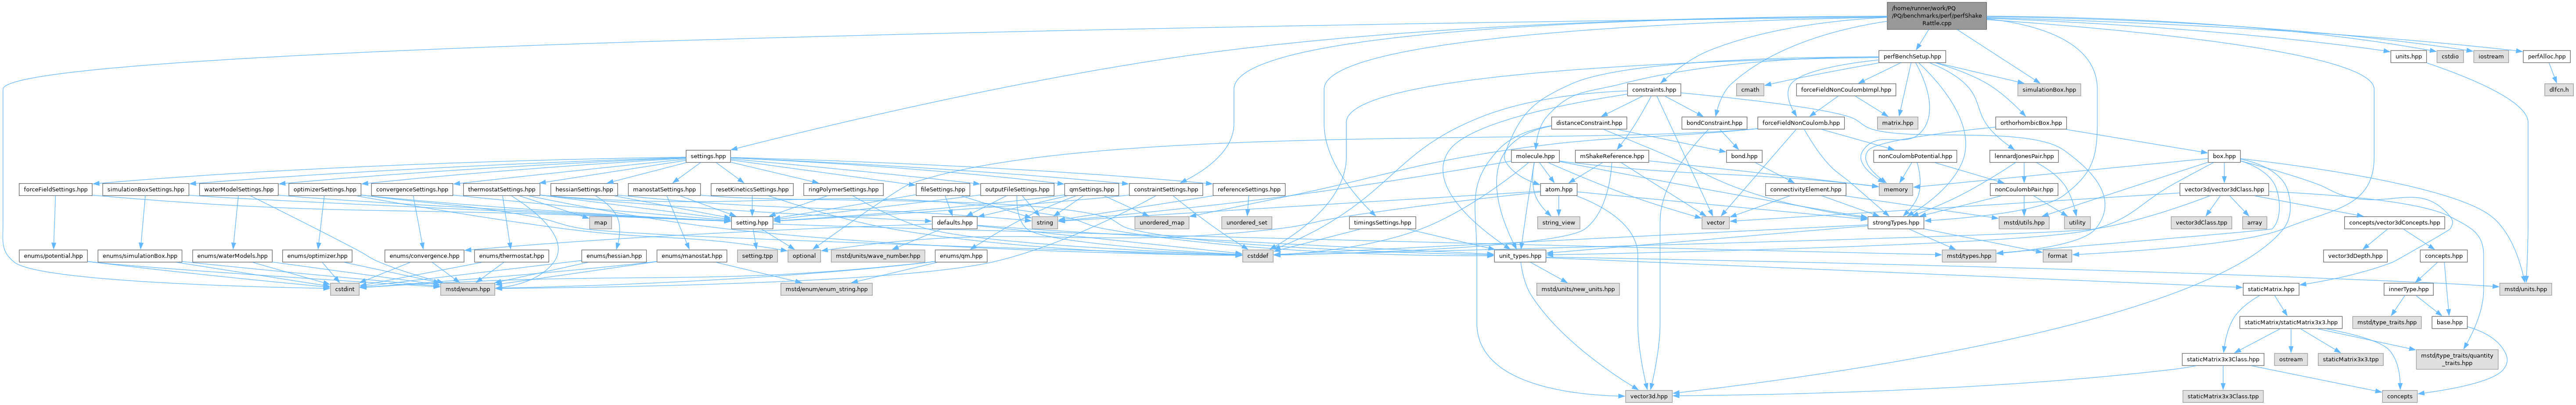 /home/runner/work/PQ
/PQ/benchmarks/perf/perfShake
Rattle.cpp
perfBenchSetup.hpp
units.hpp
cstdio
iostream
perfAlloc.hpp
constraints.hpp
cmath
forceFieldNonCoulombImpl.hpp
simulationBox.hpp
dlfcn.h
distanceConstraint.hpp
bondConstraint.hpp
forceFieldNonCoulomb.hpp
matrix.hpp
orthorhombicBox.hpp
settings.hpp
molecule.hpp
mShakeReference.hpp
bond.hpp
nonCoulombPotential.hpp
lennardJonesPair.hpp
box.hpp
forceFieldSettings.hpp
simulationBoxSettings.hpp
waterModelSettings.hpp
optimizerSettings.hpp
convergenceSettings.hpp
thermostatSettings.hpp
hessianSettings.hpp
manostatSettings.hpp
resetKineticsSettings.hpp
ringPolymerSettings.hpp
fileSettings.hpp
outputFileSettings.hpp
qmSettings.hpp
constraintSettings.hpp
referenceSettings.hpp
atom.hpp
memory
connectivityElement.hpp
nonCoulombPair.hpp
vector3d/vector3dClass.hpp
map
setting.hpp
defaults.hpp
string
unordered_map
unordered_set
timingsSettings.hpp
string_view
vector
strongTypes.hpp
mstd/utils.hpp
utility
vector3dClass.tpp
array
concepts/vector3dConcepts.hpp
enums/potential.hpp
enums/simulationBox.hpp
enums/waterModels.hpp
enums/optimizer.hpp
enums/convergence.hpp
enums/thermostat.hpp
enums/hessian.hpp
enums/manostat.hpp
setting.tpp
optional
mstd/units/wave_number.hpp
enums/qm.hpp
cstddef
unit_types.hpp
mstd/types.hpp
format
vector3dDepth.hpp
concepts.hpp
cstdint
mstd/enum.hpp
mstd/enum/enum_string.hpp
mstd/units/new_units.hpp
mstd/units.hpp
staticMatrix.hpp
innerType.hpp
staticMatrix/staticMatrix3x3.hpp
mstd/type_traits.hpp
base.hpp
staticMatrix3x3Class.hpp
ostream
staticMatrix3x3.tpp
mstd/type_traits/quantity
_traits.hpp
vector3d.hpp
staticMatrix3x3Class.tpp
concepts